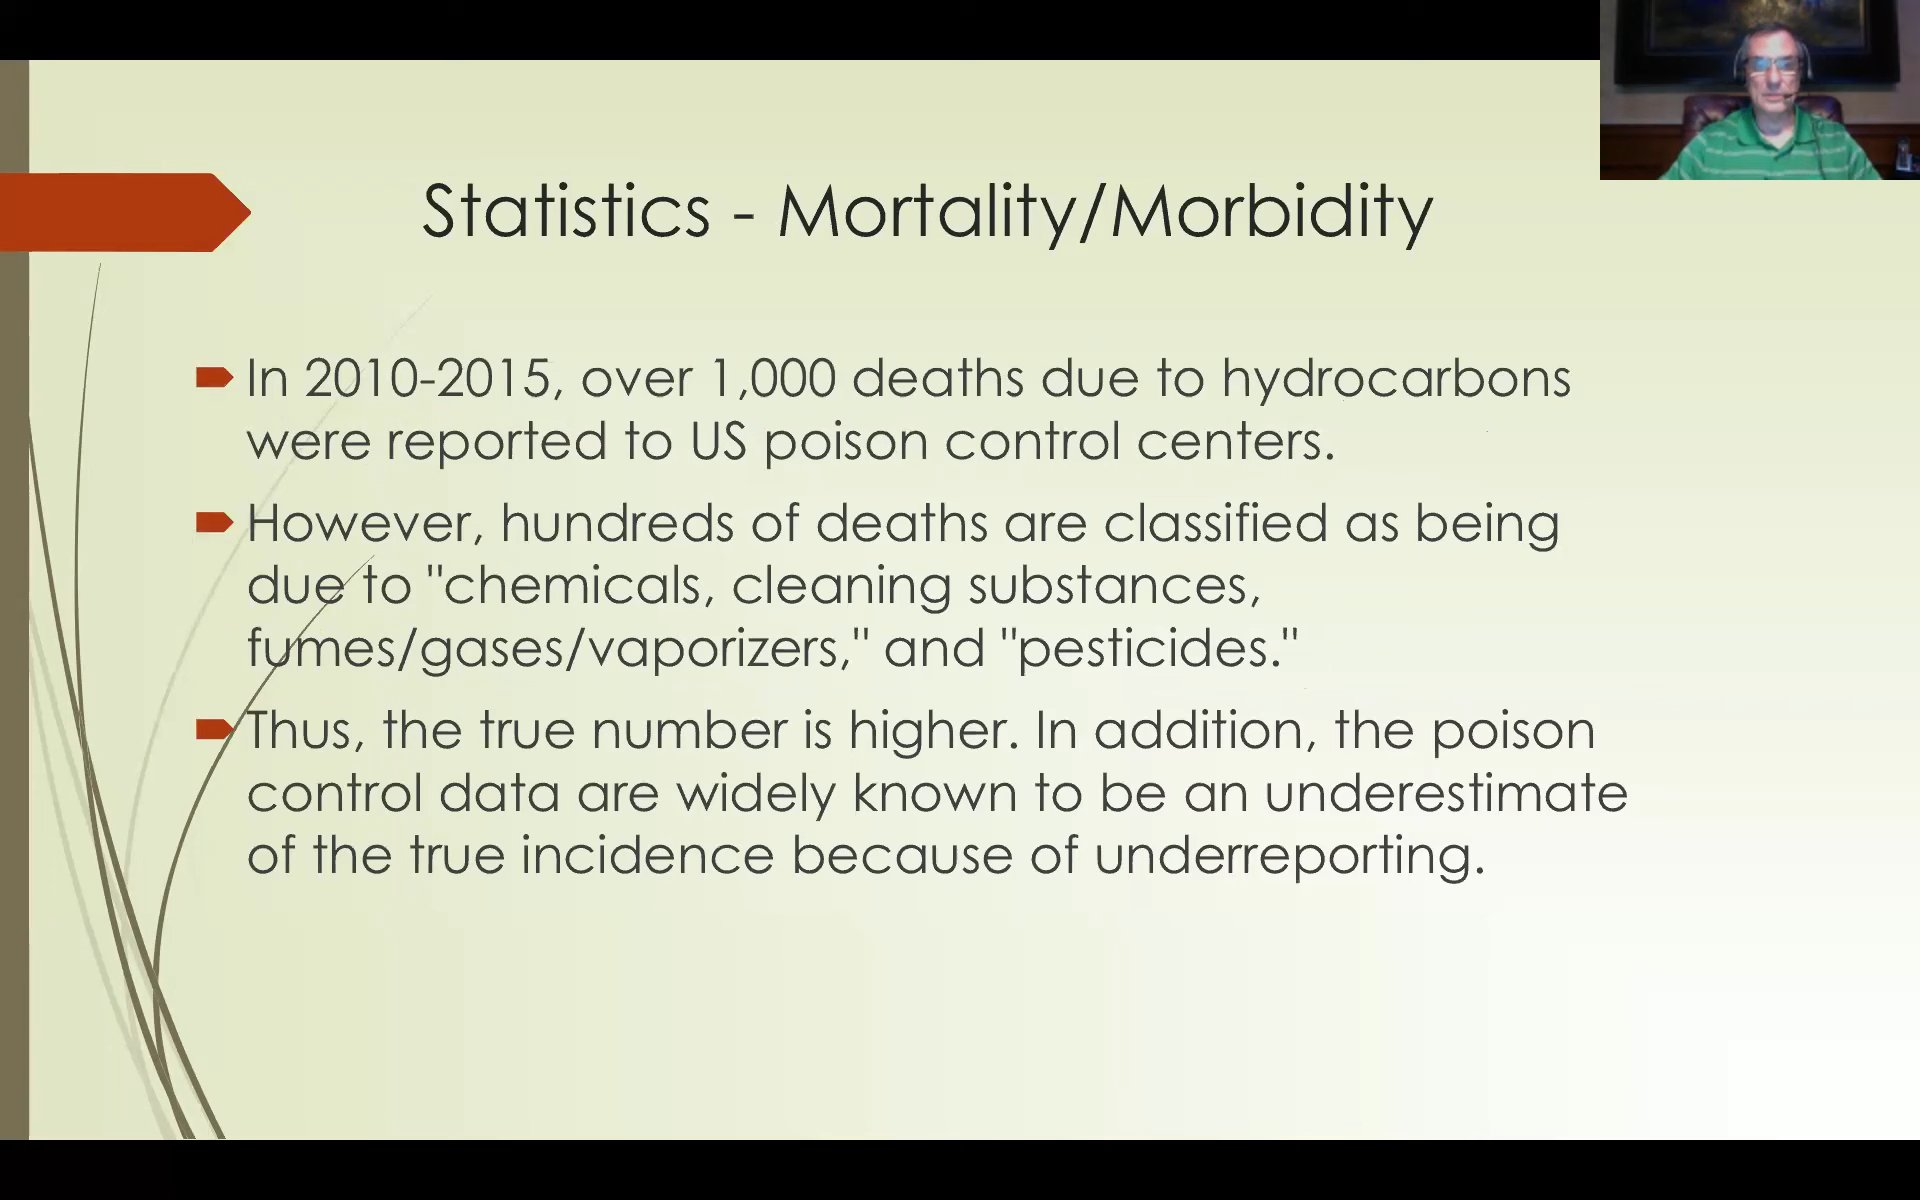 Statistics - Mortality/Morbidity
In 2010-2015, over 1,000 deaths due to hydrocarbons
were reported to US poison control centers.
However, hundreds of deaths are classified as being
due to "chemicals, cleaning substances,
fumes/gases/vaporizers," and "pesticides."
Thus, the true number is higher. In addition, the poison
control data are widely known to be an underestimate
of the true incidence because of underreporting.